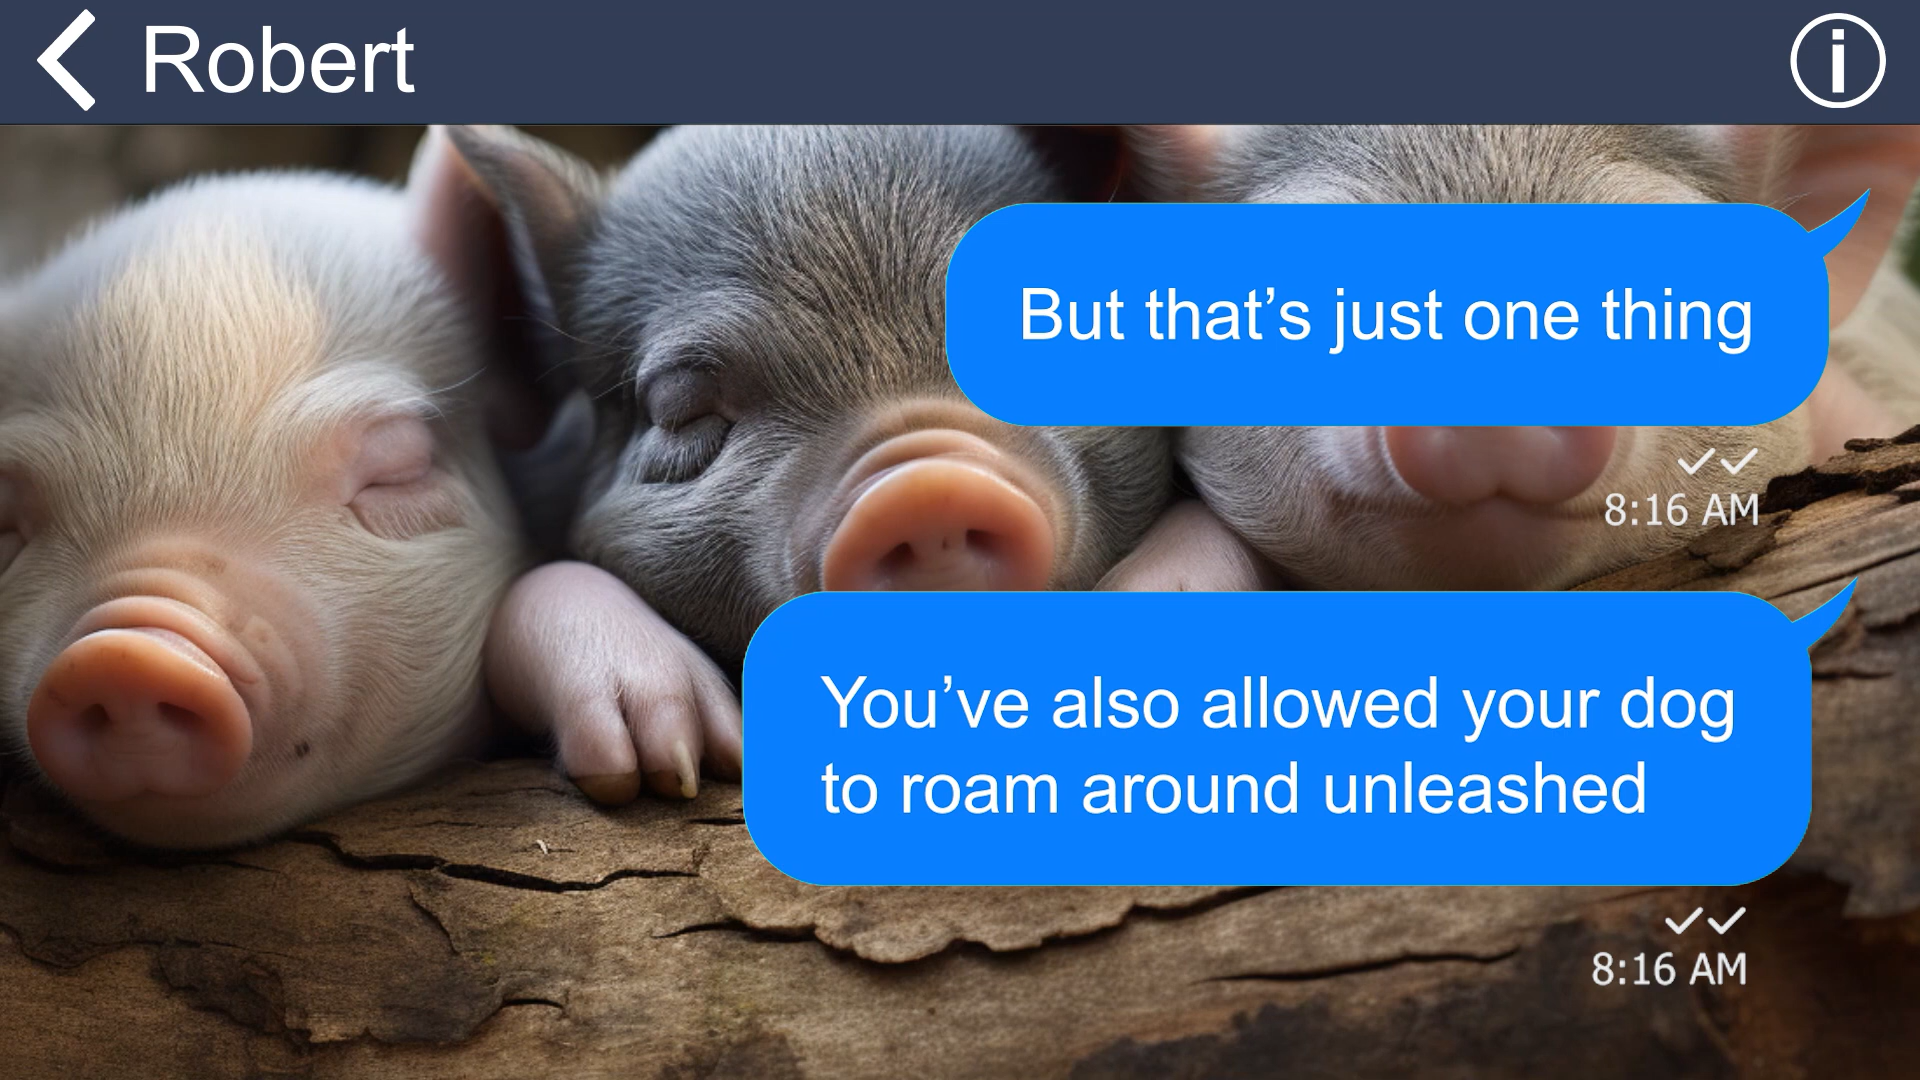 Robert
But that’s just one thing
8:16 AM
You’ve also allowed your dog
to roam around unleashed
8:16 AM